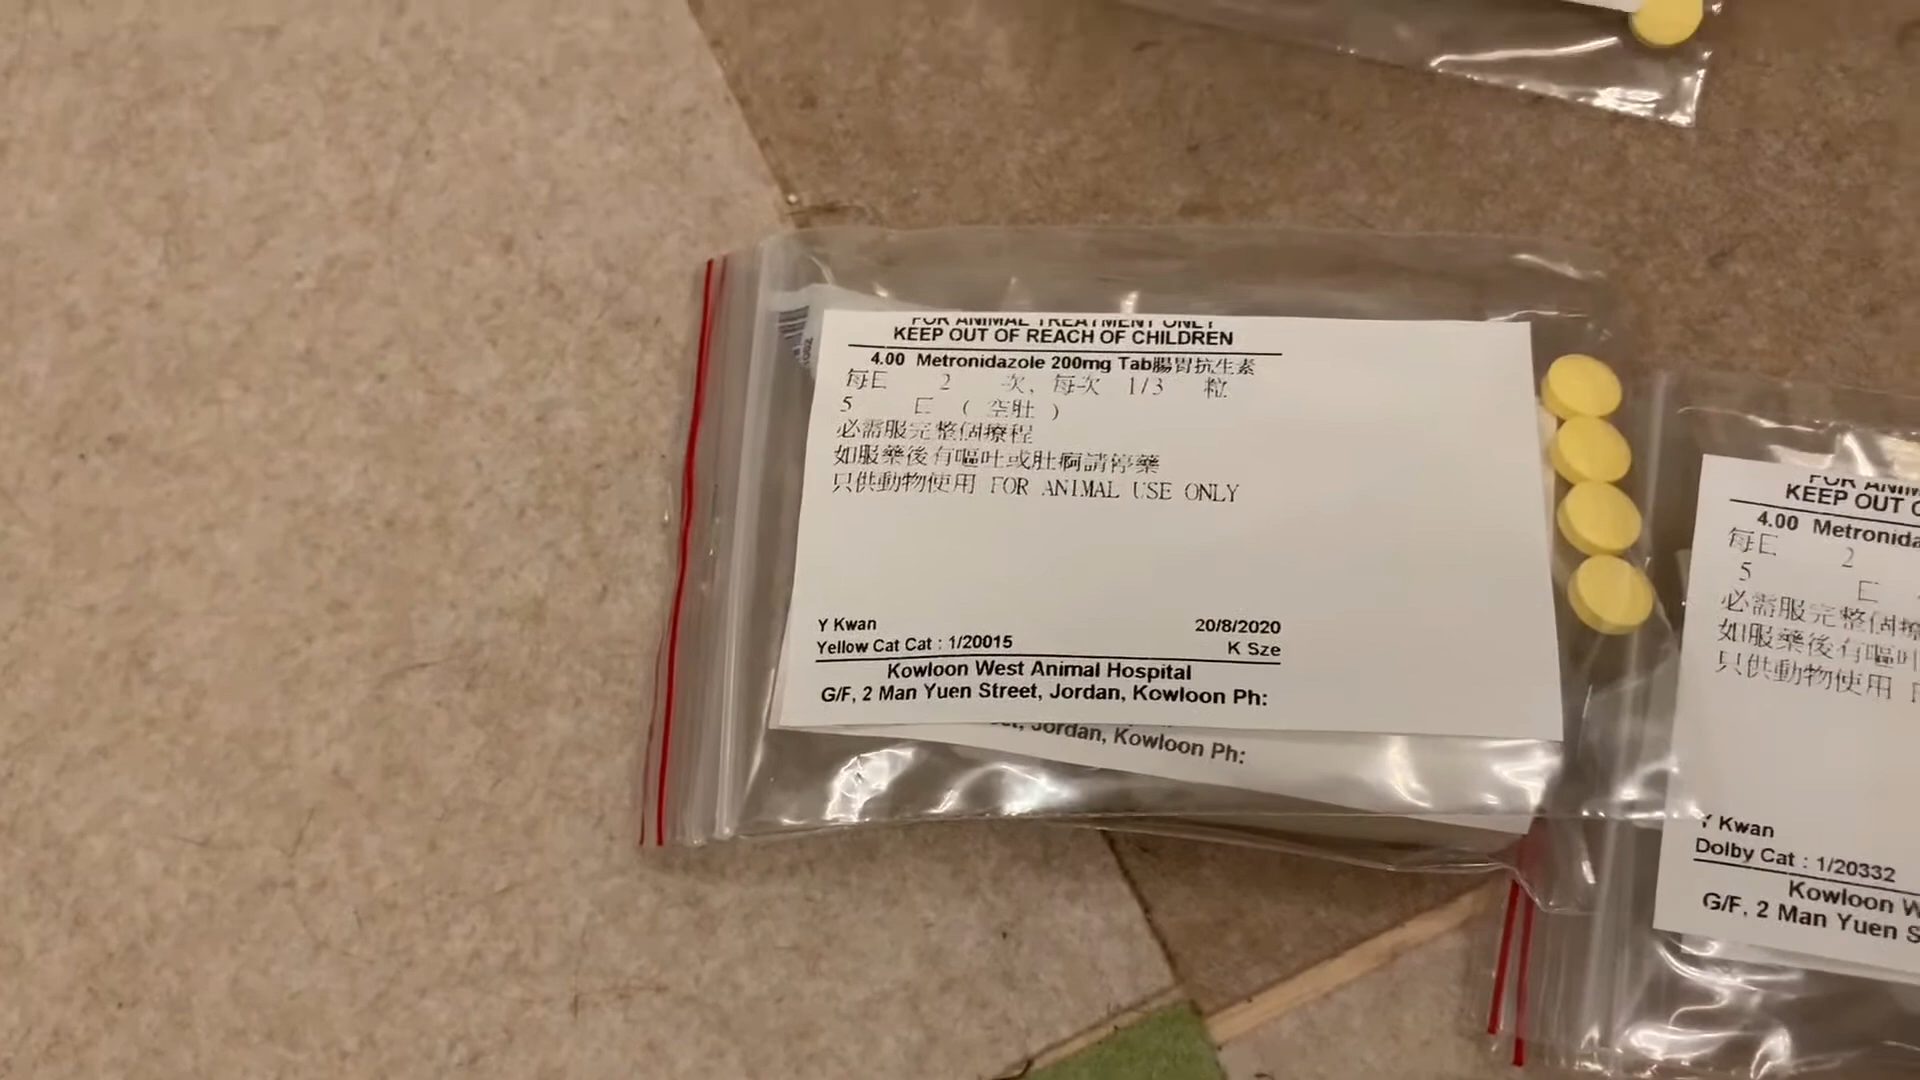 FOR ANIMAL TREATMENT ONLY
KEEP OUT OF REACH OF CHILDREN
4.00 Metronidazole 200mg Tab腸胃抗生素
每日 2 次, 每次 1/3 粒
5 日 ( 空肚 )
必需服完整個療程
如服藥後有嘔吐或肚痾請停藥
只供動物使用 FOR ANIMAL USE ONLY
Y Kwan 20/8/2020
Yellow Cat Cat : 1/20015 K Sze
Kowloon West Animal Hospital
G/F, 2 Man Yuen Street, Jordan, Kowloon Ph:
Jordan, Kowloon Ph:
KEEP OUT
4.00 Metronida
每日 2
5 日
必需服完整個療
如服藥後有嘔吐
只供動物使用
Y Kwan
Dolby Cat : 1/20332
Kowloon W
G/F, 2 Man Yuen S